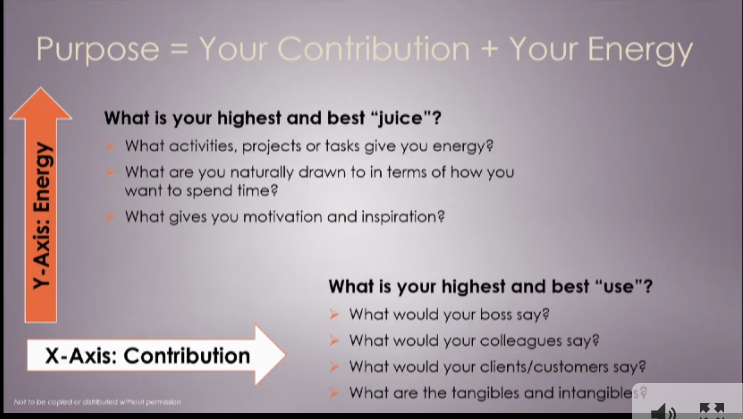 Purpose = Your Contribution + Your Energy
What is your highest and best “juice”?
What activities, projects or tasks give you energy?
What are you naturally drawn to in terms of how you
want to spend time?
What gives you motivation and inspiration?
Y-Axis: Energy
What is your highest and best “use”?
What would your boss say?
What would your colleagues say?
What would your clients/customers say?
What are the tangibles and intangibles?
X-Axis: Contribution
Not to be copied or distributed without permission